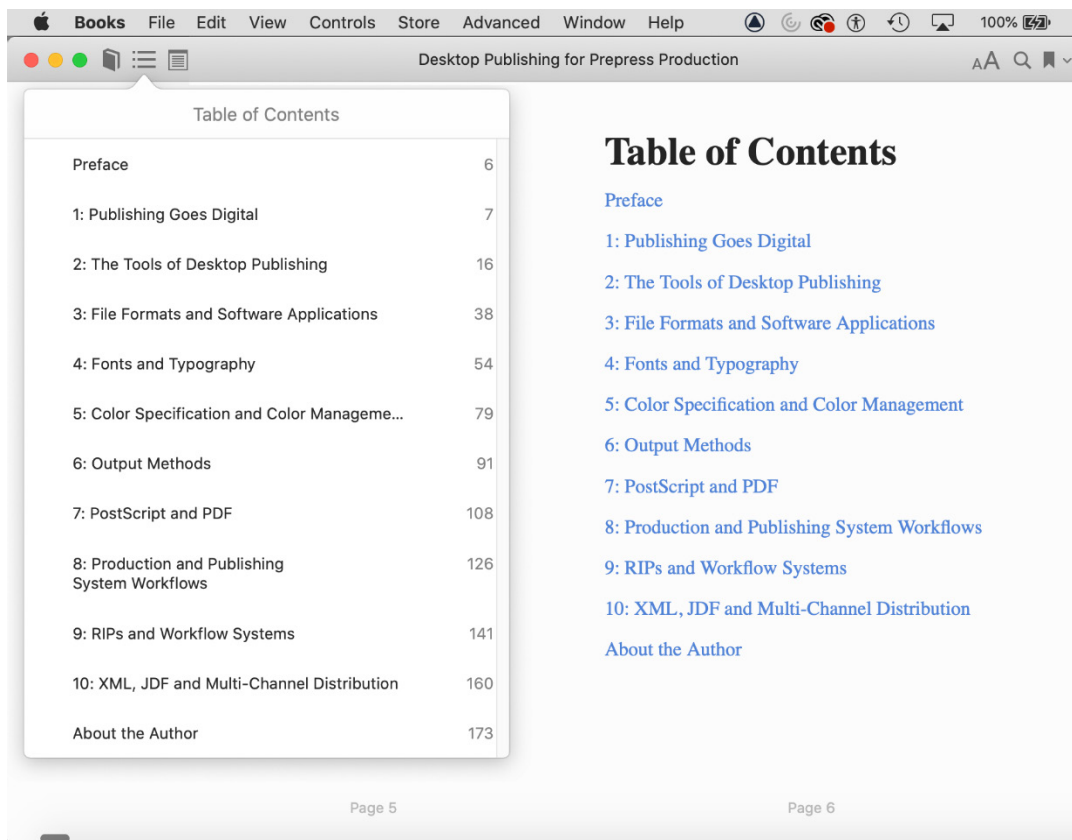 Books File Edit View Controls Store Advanced Window Help 100%
Desktop Publishing for Prepress Production AA
Table of Contents
Preface 6
1: Publishing Goes Digital 7
2: The Tools of Desktop Publishing 16
3: File Formats and Software Applications 38
4: Fonts and Typography 54
5: Color Specification and Color Manageme... 79
6: Output Methods 91
7: PostScript and PDF 108
8: Production and Publishing 126
System Workflows
9: RIPs and Workflow Systems 141
10: XML, JDF and Multi-Channel Distribution 160
About the Author 173
Page 5
Table of Contents
Preface
1: Publishing Goes Digital
2: The Tools of Desktop Publishing
3: File Formats and Software Applications
4: Fonts and Typography
5: Color Specification and Color Management
6: Output Methods
7: PostScript and PDF
8: Production and Publishing System Workflows
9: RIPs and Workflow Systems
10: XML, JDF and Multi-Channel Distribution
About the Author
Page 6